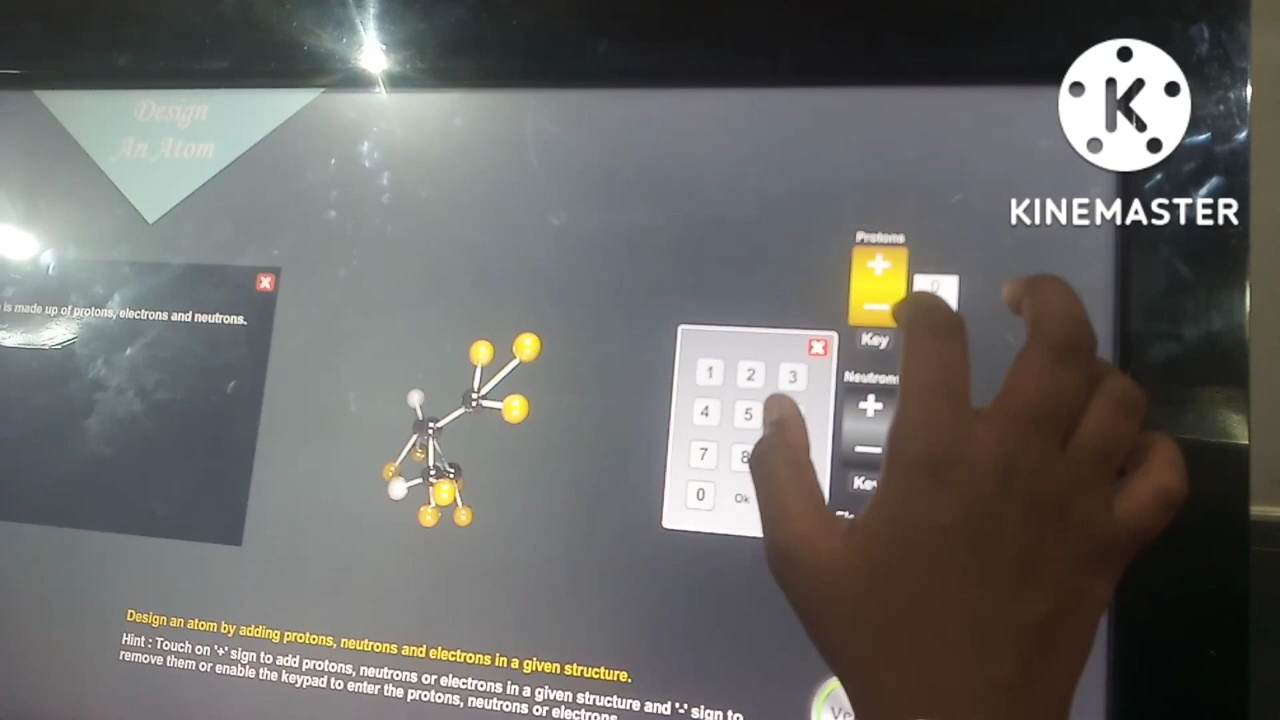 Design
An Atom
K
KINEMASTER
is made up of protons, electrons and neutrons.
Protons
+
−
Key
1 2 3
4 5
7 8
0 Ok
Neutrons
+
−
Design an atom by adding protons, neutrons and electrons in a given structure.
Hint : Touch on '+' sign to add protons, neutrons or electrons in a given structure and '-' sign to
remove them or enable the keypad to enter the protons, neutrons or electrons.